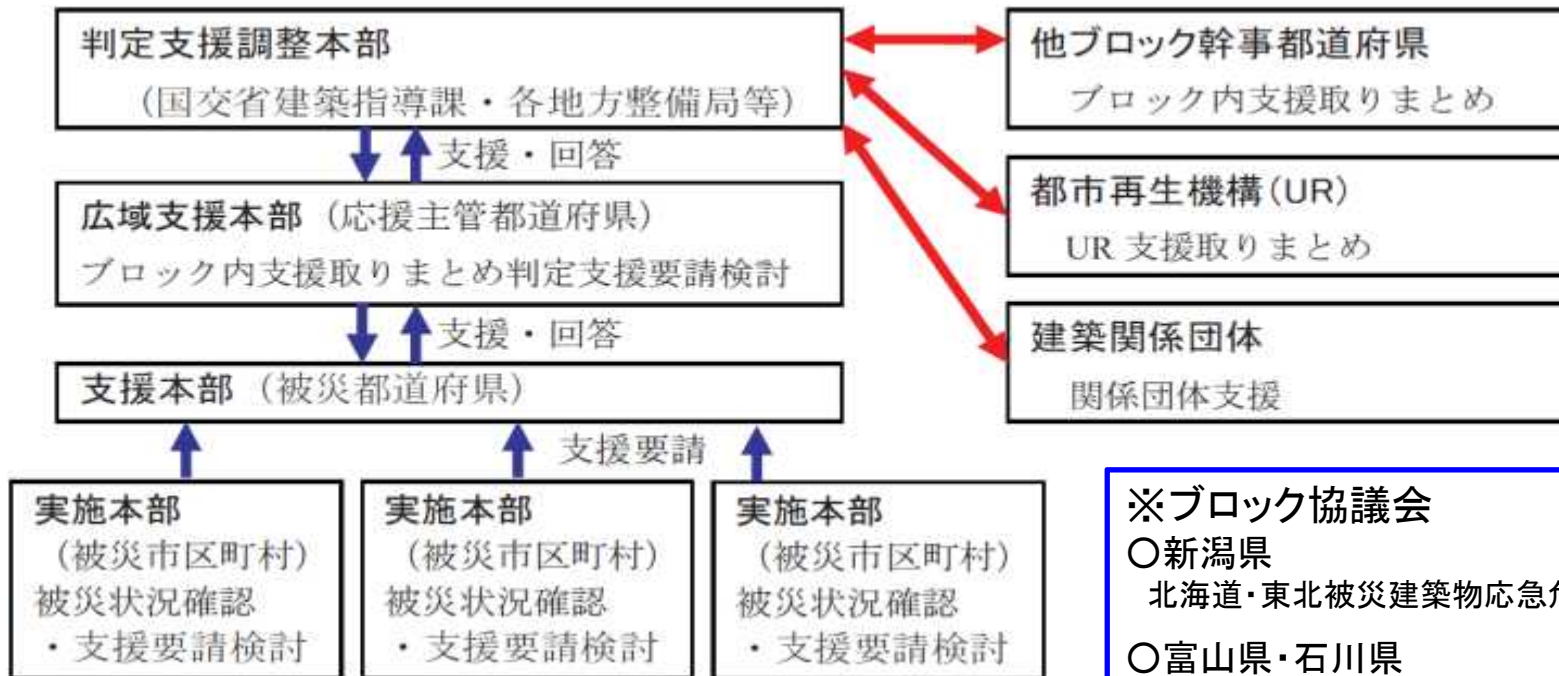 判定支援調整本部
(国交省建築指導課・各地方整備局等)
支援・回答
広域支援本部(応援主管都道府県)
ブロック内支援取りまとめ判定支援要請検討
支援・回答
支援本部(被災都道府県)
支援要請
実施本部
(被災市区町村)
被災状況確認
・支援要請検討
実施本部
(被災市区町村)
被災状況確認
・支援要請検討
実施本部
(被災市区町村)
被災状況確認
・支援要請検討
他ブロック幹事都道府県
ブロック内支援取りまとめ
都市再生機構(UR)
UR 支援取りまとめ
建築関係団体
関係団体支援
※ブロック協議会
○新潟県
北海道・東北被災建築物応急
○富山県・石川県